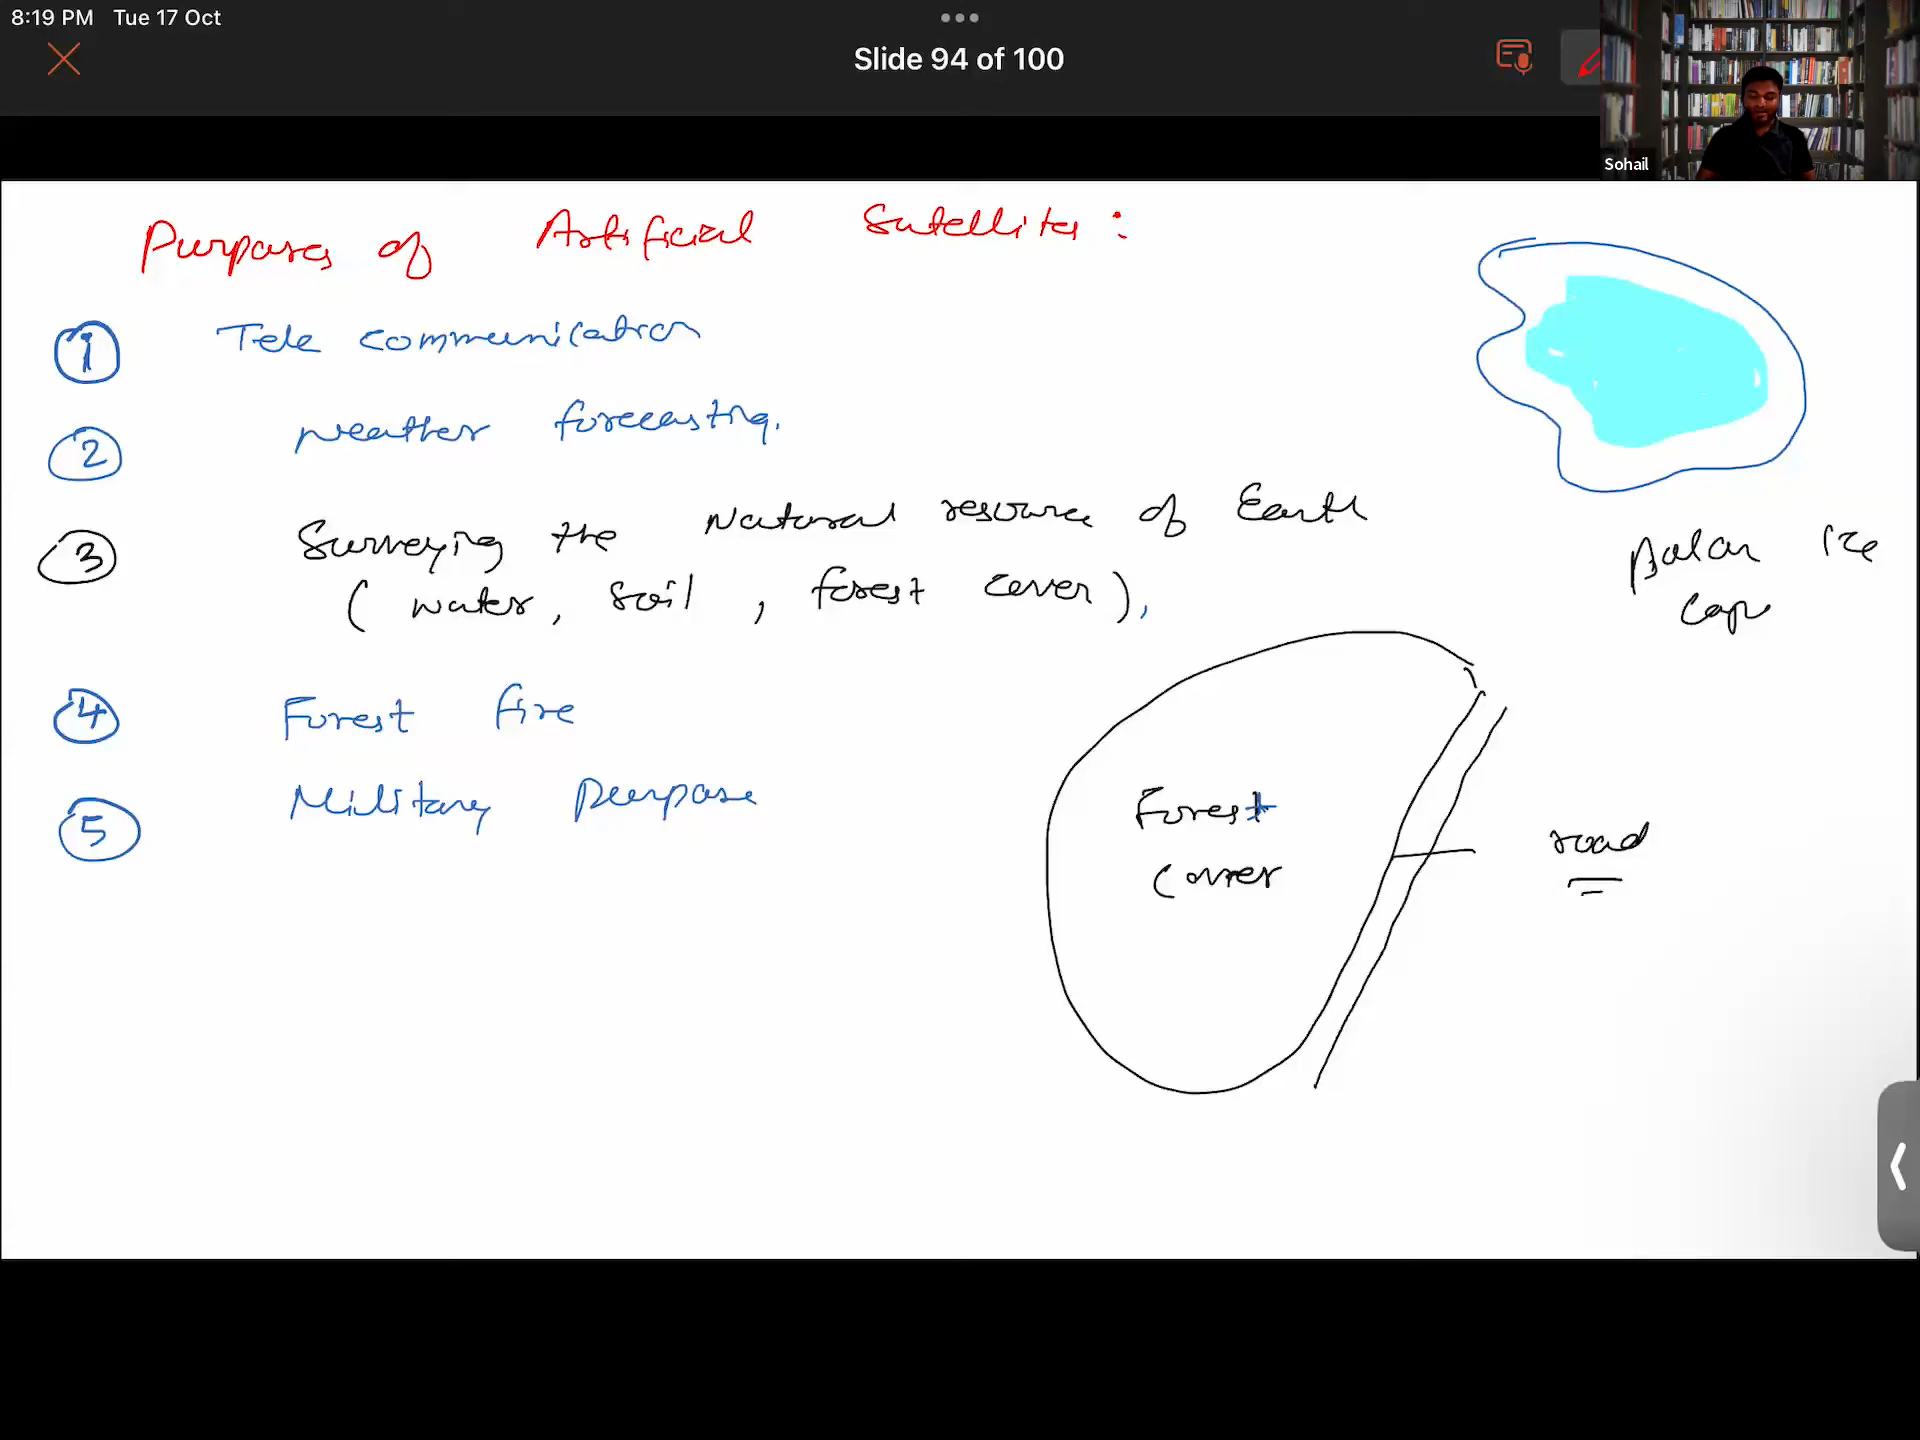 8:19 PM Tue 17 Oct
Slide 94 of 100
Sohail
Purposes of Artificial Satellites :
1 Tele communication
2 Weather forecasting.
3 Surveying the Natural resource of Earth
( water, soil , forest cover ),
4 Forest fire
5 Military purpose
polar Ice
cap
Forest
cover
road